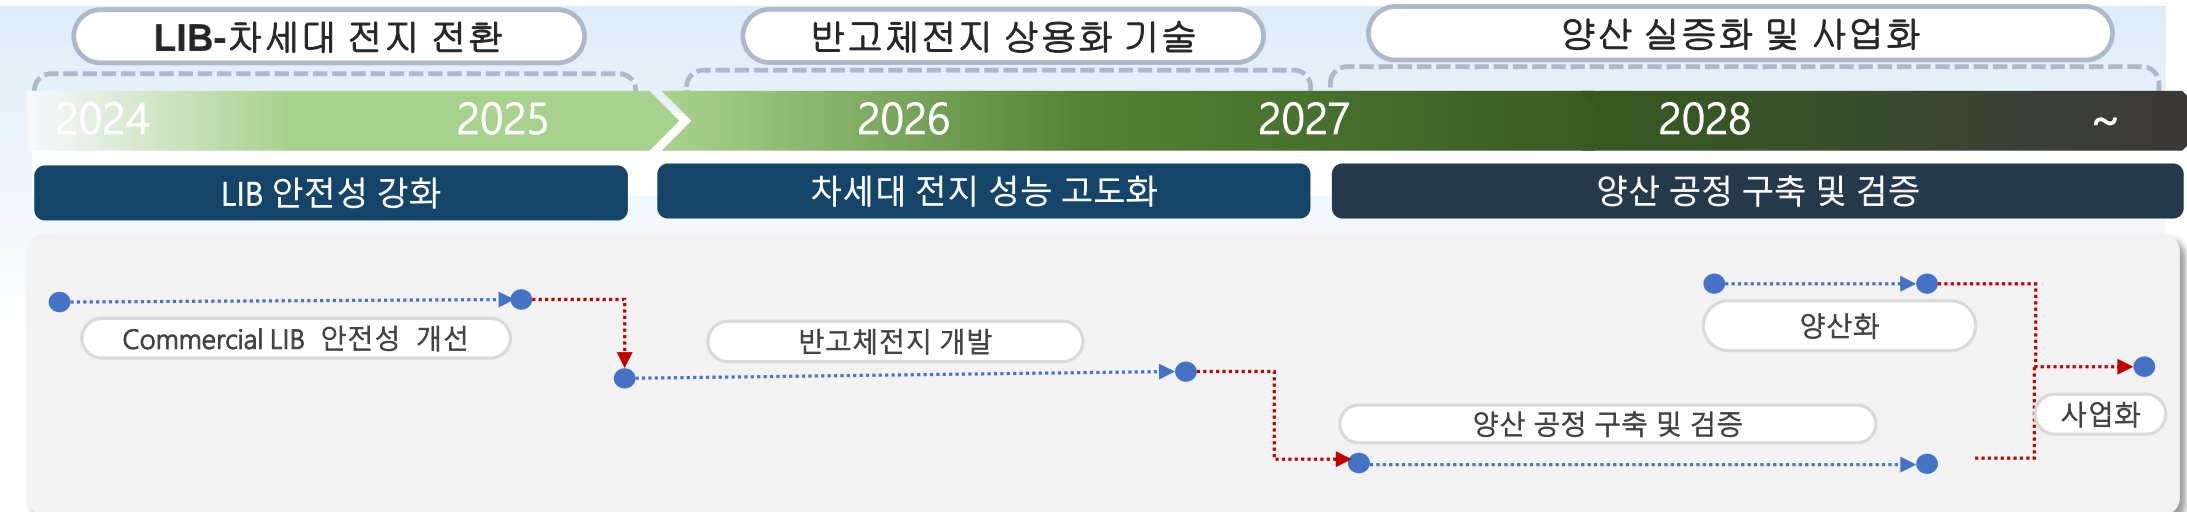 LIB-차세대 전지 전환
반고체전지 상용화 기술
양산 실증화 및 사업화
2024 2025 2026 2027 2028 ~
LIB 안전성 강화
차세대 전지 성능 고도화
양산 공정 구축 및 검증
Commercial LIB 안전성 개선
반고체전지 개발
양산화
양산 공정 구축 및 검증
사업화